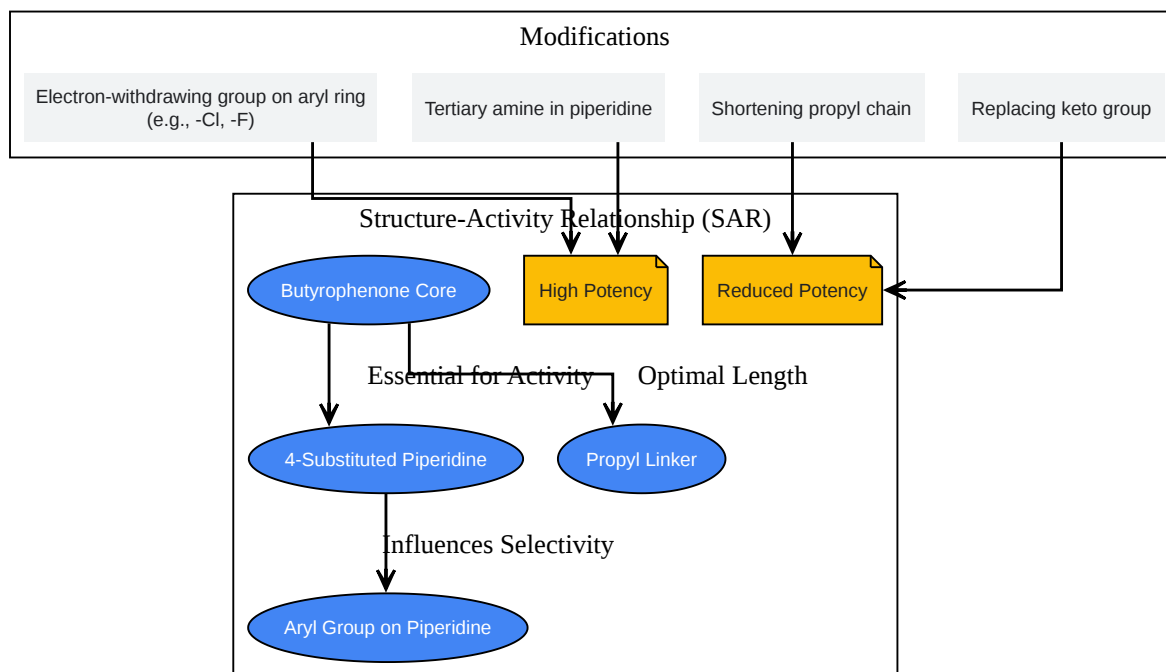 Modifications
Electron-withdrawing group on aryl ring
(e.g., -Cl, -F)
Tertiary amine in piperidine
Shortening propyl chain
Replacing keto group
Structure-Activity Relationship (SAR)
Butyrophenone Core
High Potency
Reduced Potency
Essential for Activity
Optimal Length
4-Substituted Piperidine
Propyl Linker
Influences Selectivity
Aryl Group on Piperidine